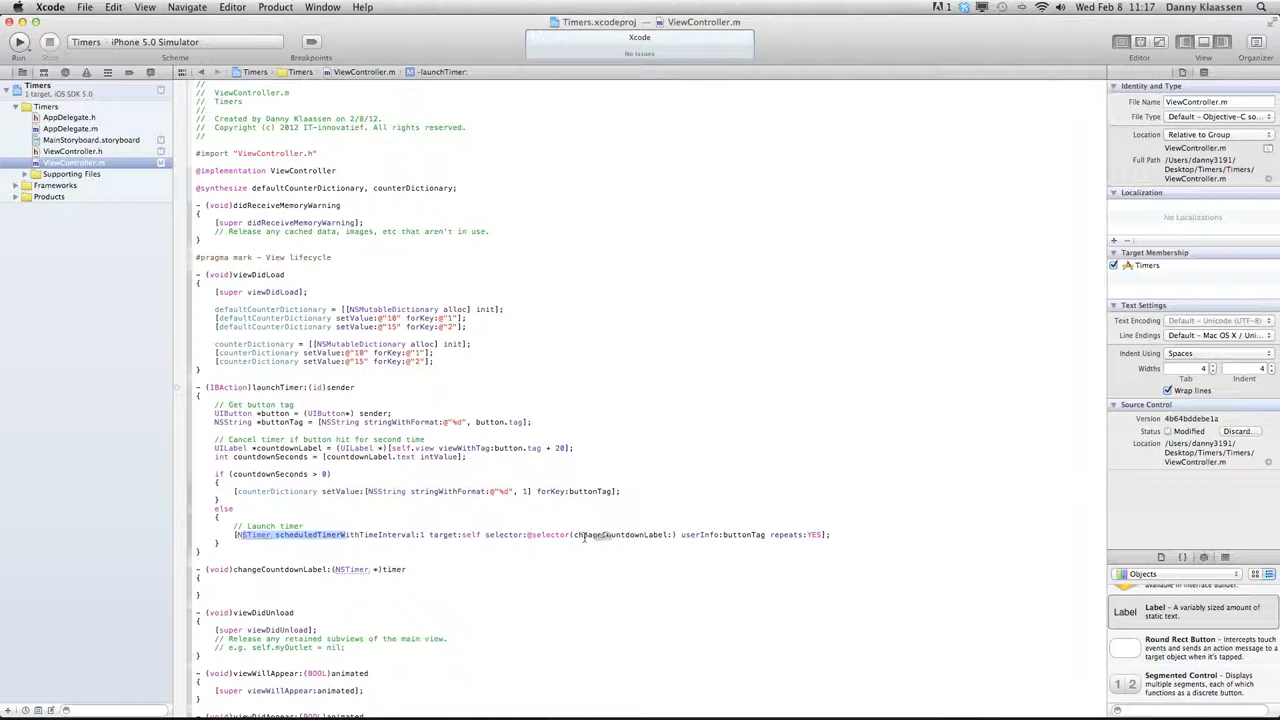 Xcode File Edit View Navigate Editor Product Window Help
1 Wed Feb 8 11:17 Danny Klaassen
Timers.xcodeproj — ViewController.m
Timers iPhone 5.0 Simulator
Xcode
No Issues
Run Stop Scheme Breakpoints Editor View Organizer
Timers Timers ViewController.m -launchTimer:
Timers
1 target, iOS SDK 5.0
Timers
AppDelegate.h
AppDelegate.m
MainStoryboard.storyboard
ViewController.h
ViewController.m
M
Supporting Files
Frameworks
Products
//
// ViewController.m
// Timers
//
// Created by Danny Klaassen on 2/8/12.
// Copyright (c) 2012 IT-innovatief. All rights reserved.
//
#import "ViewController.h"
@implementation ViewController
@synthesize defaultCounterDictionary, counterDictionary;
- (void)didReceiveMemoryWarning
{
[super didReceiveMemoryWarning];
// Release any cached data, images, etc that aren't in use.
}
#pragma mark - View lifecycle
- (void)viewDidLoad
{
[super viewDidLoad];
defaultCounterDictionary = [[NSMutableDictionary alloc] init];
[defaultCounterDictionary setValue:@"10" forKey:@"1"];
[defaultCounterDictionary setValue:@"15" forKey:@"2"];
counterDictionary = [[NSMutableDictionary alloc] init];
[counterDictionary setValue:@"10" forKey:@"1"];
[counterDictionary setValue:@"15" forKey:@"2"];
}
- (IBAction)launchTimer:(id)sender
{
// Get button tag
UIButton *button = (UIButton*) sender;
NSString *buttonTag = [NSString stringWithFormat:@"%d", button.tag];
// Cancel timer if button hit for second time
UILabel *countdownLabel = (UILabel *)[self.view viewWithTag:button.tag + 20];
int countdownSeconds = [countdownLabel.text intValue];
if (countdownSeconds > 0)
{
[counterDictionary setValue:[NSString stringWithFormat:@"%d", 1] forKey:buttonTag];
}
else
{
// Launch timer
[NSTimer scheduledTimerWithTimeInterval:1 target:self selector:@selector(changeCountdownLabel:) userInfo:buttonTag repeats:YES];
}
}
- (void)changeCountdownLabel:(NSTimer *)timer
{
}
- (void)viewDidUnload
{
[super viewDidUnload];
// Release any retained subviews of the main view.
// e.g. self.myOutlet = nil;
}
- (void)viewWillAppear:(BOOL)animated
{
[super viewWillAppear:animated];
}
- (void)viewDidAppear:(BOOL)animated
Identity and Type
File Name ViewController.m
File Type Default - Objective-C so...
Location Relative to Group
ViewController.m
Full Path /Users/danny3191/
Desktop/Timers/Timers/
ViewController.m
Localization
No Localizations
Target Membership
Timers
Text Settings
Text Encoding Default - Unicode (UTF-8)
Line Endings Default - Mac OS X / Uni...
Indent Using Spaces
Widths 4 4
Tab Indent
Wrap lines
Source Control
Version 4b64bddebe1a
Status Modified Discard...
Location /Users/danny3191/
Desktop/Timers/Timers/
ViewController.m
Objects
available in Interface Builder
Label Label - A variably sized amount of
static text.
Round Rect Button - Intercepts touch
events and sends an action message to a
target object when it's tapped.
1 2 Segmented Control - Displays
multiple segments, each of which
functions as a discrete button.